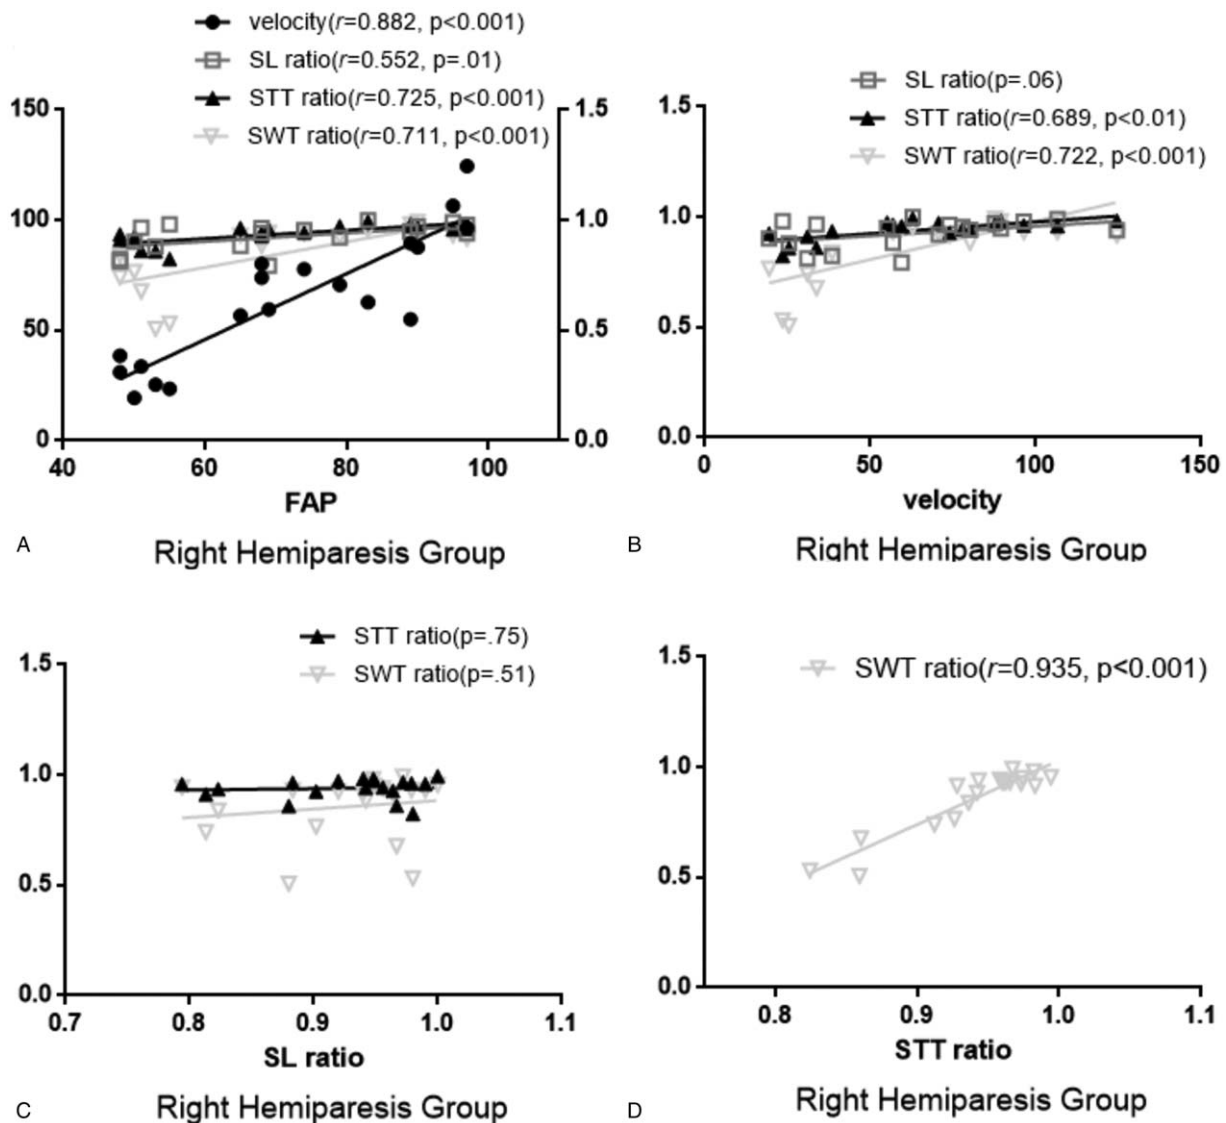 velocity(r=0.882, p<0.001)
SL ratio(r=0.552, p=.01)
STT ratio(r=0.725, p<0.001)
SWT ratio(r=0.711, p<0.001)
150
100
50
0
1.5
1.0
0.5
0.0
40
60
80
100
FAP
A
Right Hemiparesis Group
SL ratio(p=.06)
STT ratio(r=0.689, p<0.01)
SWT ratio(r=0.722, p<0.001)
1.5
1.0
0.5
0.0
0
50
100
150
velocity
B
Right Hemiparesis Group
STT ratio(p=.75)
SWT ratio(p=.51)
1.5
1.0
0.5
0.0
0.7
0.8
0.9
1.0
1.1
SL ratio
C
Right Hemiparesis Group
SWT ratio(r=0.935, p<0.001)
1.5
1.0
0.5
0.0
0.8
0.9
1.0
1.1
STT ratio
D
Right Hemiparesis Group